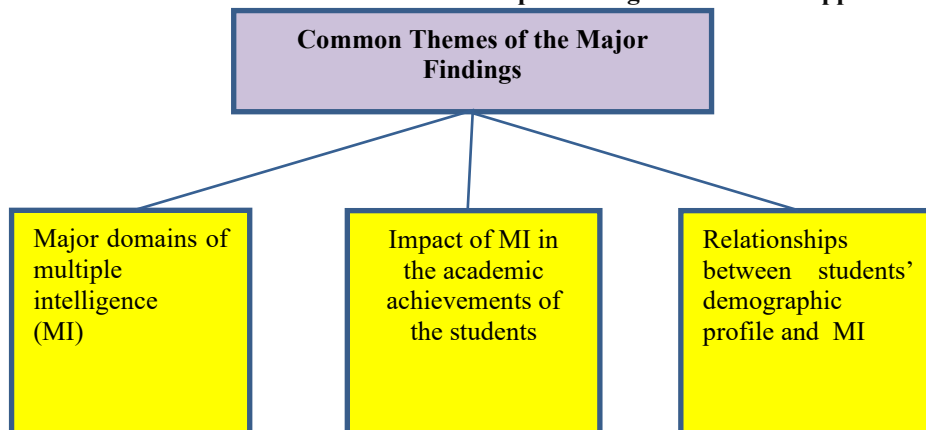 Common Themes of the Major
Findings
Major domains of
multiple
intelligence
(MI)
Impact of MI in
the academic
achievements of
the students
Relationships
between students’
demographic
profile and MI